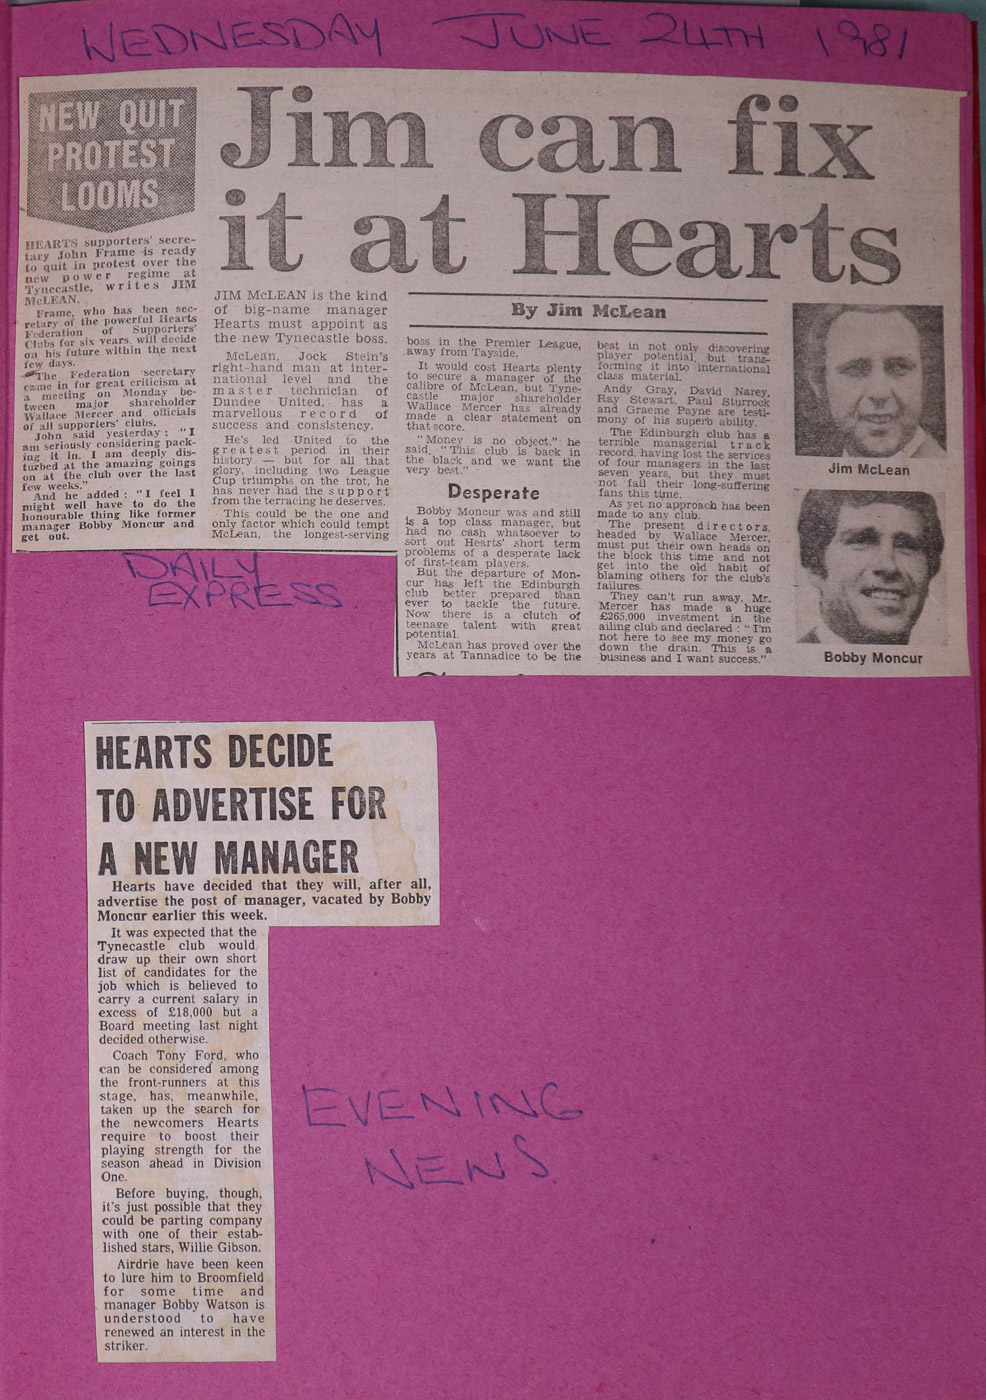 WEDNESDAY JUNE 24TH 1981
NEW QUIT
PROTEST
LOOMS
HEARTS supporters' secre-
tary John Frame is ready
to quit in protest over the
new power regime at
Tynecastle, writes JIM
McLEAN.
Frame, who has been sec-
retary of the powerful Hearts
Federation of Supporters'
Clubs for six years, will decide
on his future within the next
few days.
The Federation secretary
came in for great criticism at
a meeting on Monday be-
tween major shareholder
Wallace Mercer and officials
of all supporters' clubs.
John said yesterday: "I
am seriously considering pack-
ing it in. I am deeply dis-
turbed at the amazing goings
on at the club over the last
few weeks."
And he added: "I feel I
might well have to do the
honourable thing like former
manager Bobby Moncur and
get out.
Jim can fix
it at Hearts
JIM McLEAN is the kind
of big-name manager
Hearts must appoint as
the new Tynecastle boss.
McLean, Jock Stein's
right-hand man at inter-
national level and the
master technician of
Dundee United, has a
marvellous record of
success and consistency.
He's led United to the
greatest period in their
history — but for all that
glory, including two League
Cup triumphs on the trot, he
has never had the support
from the terracing he deserves.
This could be the one and
only factor which could tempt
McLean, the longest-serving
By Jim McLean
boss in the Premier League,
away from Tayside.
It would cost Hearts plenty
to secure a manager of the
calibre of McLean, but Tyne-
castle major shareholder
Wallace Mercer has already
made a clear statement on
that score.
"Money is no object," he
said. "This club is back in
the black and we want the
very best."
Desperate
Bobby Moncur was and still
is a top class manager, but
had no cash whatsoever to
sort out Hearts' short term
problems of a desperate lack
of first-team players.
But the departure of Mon-
cur has left the Edinburgh
club better prepared than
ever to tackle the future.
Now there is a clutch of
teenage talent with great
potential.
McLean has proved over the
years at Tannadice to be the
best in not only discovering
player potential, but trans-
forming it into international
class material.
Andy Gray, David Narey,
Ray Stewart, Paul Sturrock
and Graeme Payne are testi-
mony of his superb ability.
The Edinburgh club has a
terrible managerial track
record, having lost the services
of four managers in the last
seven years, but they must
not fail their long-suffering
fans this time.
As yet no approach has been
made to any club.
The present directors,
headed by Wallace Mercer,
must put their own heads on
the block this time and not
get into the old habit of
blaming others for the club's
failures.
They can't run away. Mr.
Mercer has made a huge
£265,000 investment in the
ailing club and declared: "I'm
not here to see my money go
down the drain. This is a
business and I want success."
Jim McLean
Bobby Moncur
DAILY
EXPRESS
HEARTS DECIDE
TO ADVERTISE FOR
A NEW MANAGER
Hearts have decided that they will, after all,
advertise the post of manager, vacated by Bobby
Moncur earlier this week.
It was expected that the
Tynecastle club would
draw up their own short
list of candidates for the
job which is believed to
carry a current salary in
excess of £18,000 but a
Board meeting last night
decided otherwise.
Coach Tony Ford, who
can be considered among
the front-runners at this
stage, has, meanwhile,
taken up the search for
the newcomers Hearts
require to boost their
playing strength for the
season ahead in Division
One.
Before buying, though,
it's just possible that they
could be parting company
with one of their estab-
lished stars, Willie Gibson.
Airdrie have been keen
to lure him to Broomfield
for some time and
manager Bobby Watson is
understood to have
renewed an interest in the
striker.
EVENING
NEWS